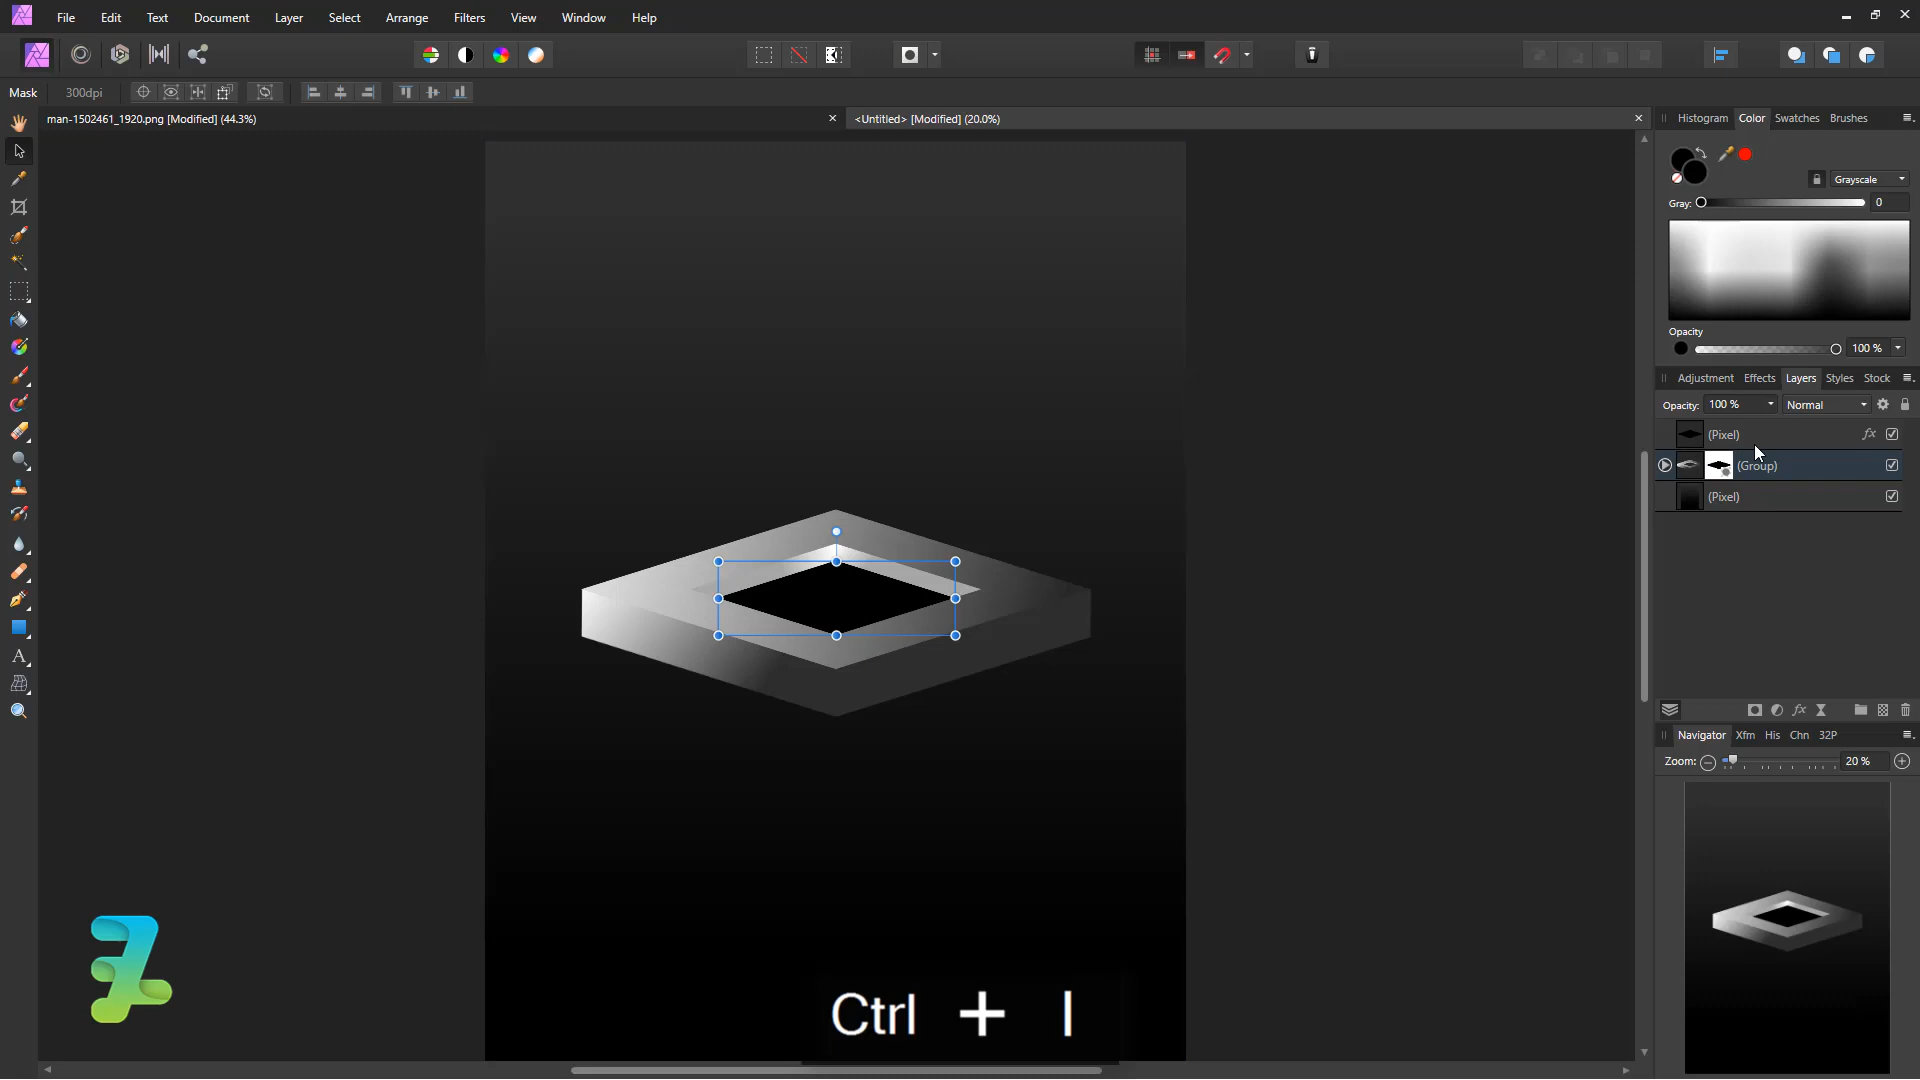 File Edit Text Document Layer Select Arrange Filters View Window Help
Mask 300dpi
man-1502461_1920.png [Modified] (44.3%)
<Untitled> [Modified] (20.0%)
Histogram Color Swatches Brushes
Grayscale
Gray: 0
Opacity
100 %
Adjustment Effects Layers Styles Stock
Opacity: 100 % Normal
(Pixel) fx
(Group)
(Pixel)
fx
Navigator Xfm His Chn 32P
Zoom: 20 %
A
Ctrl + I